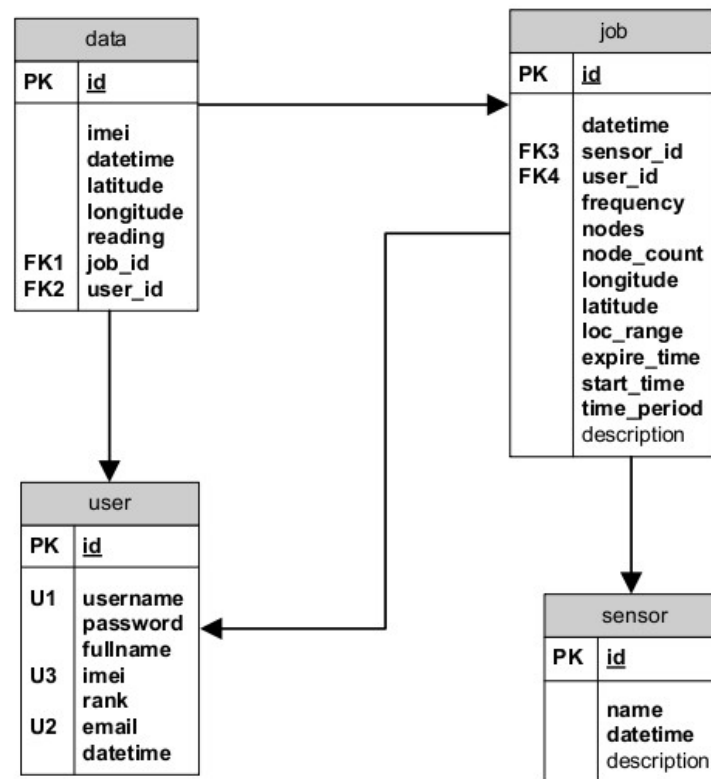 data
PK id
imei
datetime
latitude
longitude
reading
FK1 job_id
FK2 user_id
job
PK id
datetime
FK3 sensor_id
FK4 user_id
frequency
nodes
node_count
longitude
latitude
loc_range
expire_time
start_time
time_period
description
user
PK id
U1 username
password
fullname
U3 imei
rank
U2 email
datetime
sensor
PK id
name
datetime
description